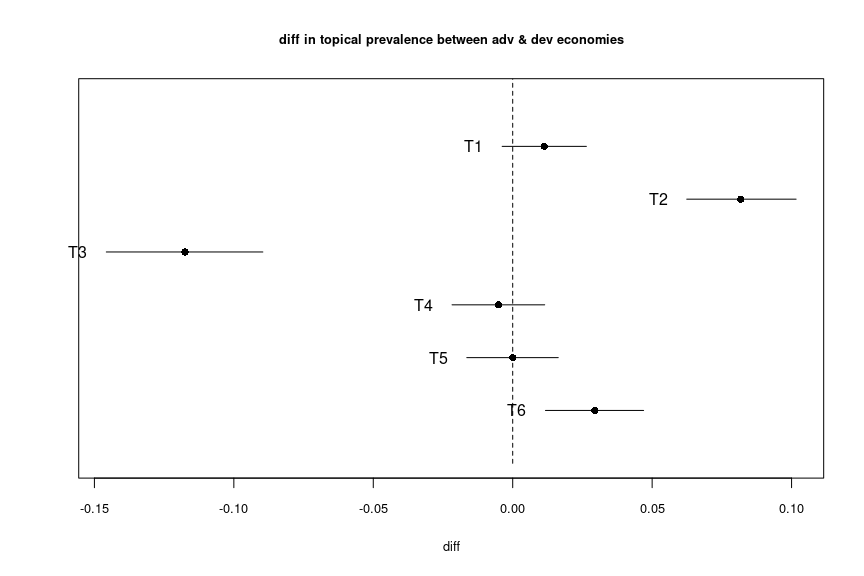 diff in topical prevalence between adv & dev economies
T1
T2
T3
T4
T5
T6
-0.15 -0.10 -0.05 0.00 0.05 0.10
diff